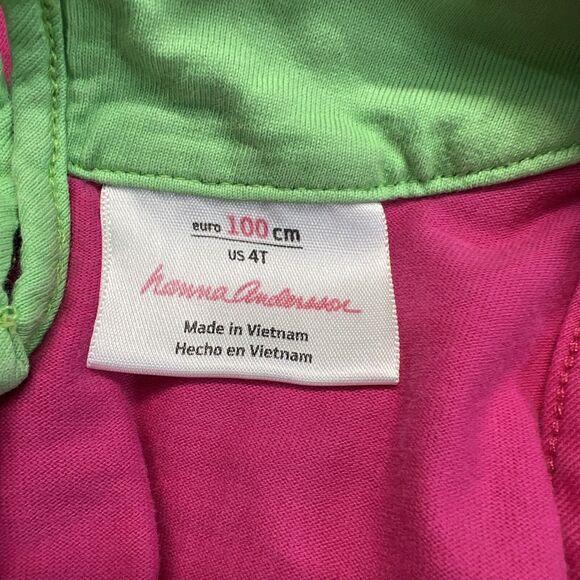 euro 100 cm
US 4T
hanna andersson
Made in Vietnam
Hecho en Vietnam